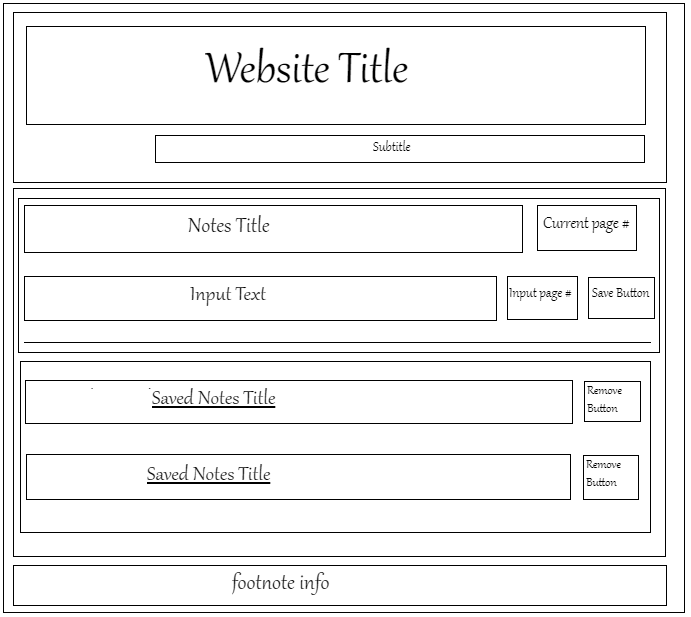 Website Title
Subtitle
Notes Title
Current page #
Input Text
Input page #
Save Button
Saved Notes Title
Remove
Button
Saved Notes Title
Remove
Button
footnote info